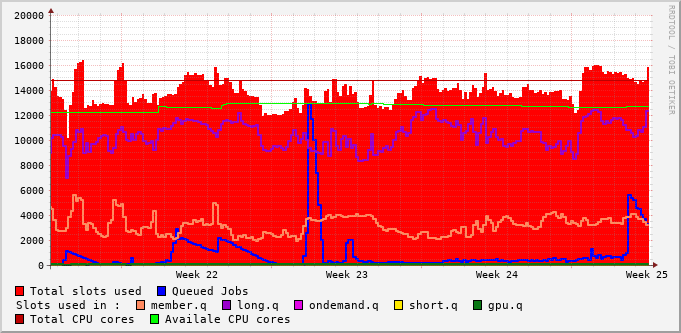 20000
18000
16000
14000
12000
10000
8000
6000
4000
2000
0
Week 22 Week 23 Week 24 Week 25
Total slots used Queued Jobs
Slots used in : member.q long.q ondemand.q short.q gpu.q
Total CPU cores Availale CPU cores
RRDTOOL / TOBI OETIKER